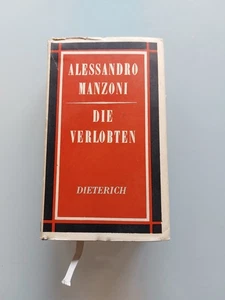 ALESSANDRO
MANZONI
DIE
VERLOBTEN
DIETERICH